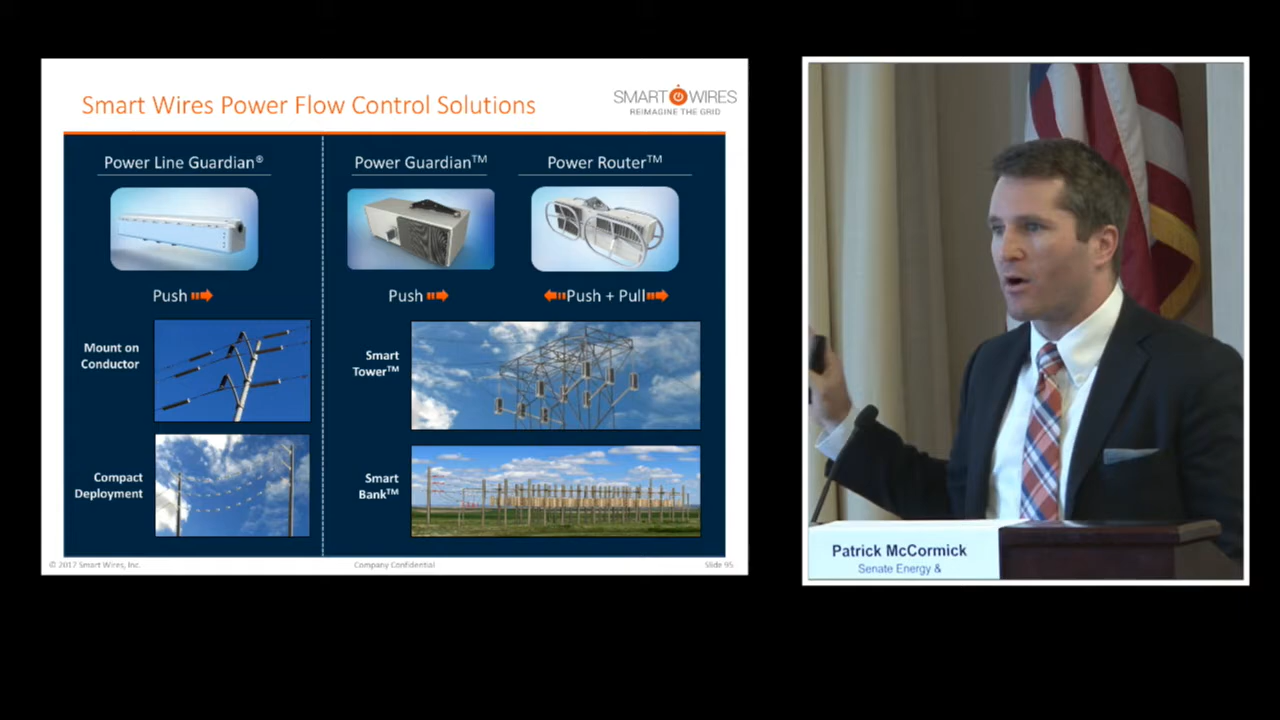 Smart Wires Power Flow Control Solutions
SMART WIRES
REIMAGINE THE GRID
Power Line Guardian®
Power Guardian™
Power Router™
Push
Push
Push + Pull
Mount on
Conductor
Smart
Tower™
Compact
Deployment
Smart
Bank™
© 2017 Smart Wires, Inc.
Company Confidential
Slide 95
Patrick McCormick
Senate Energy &